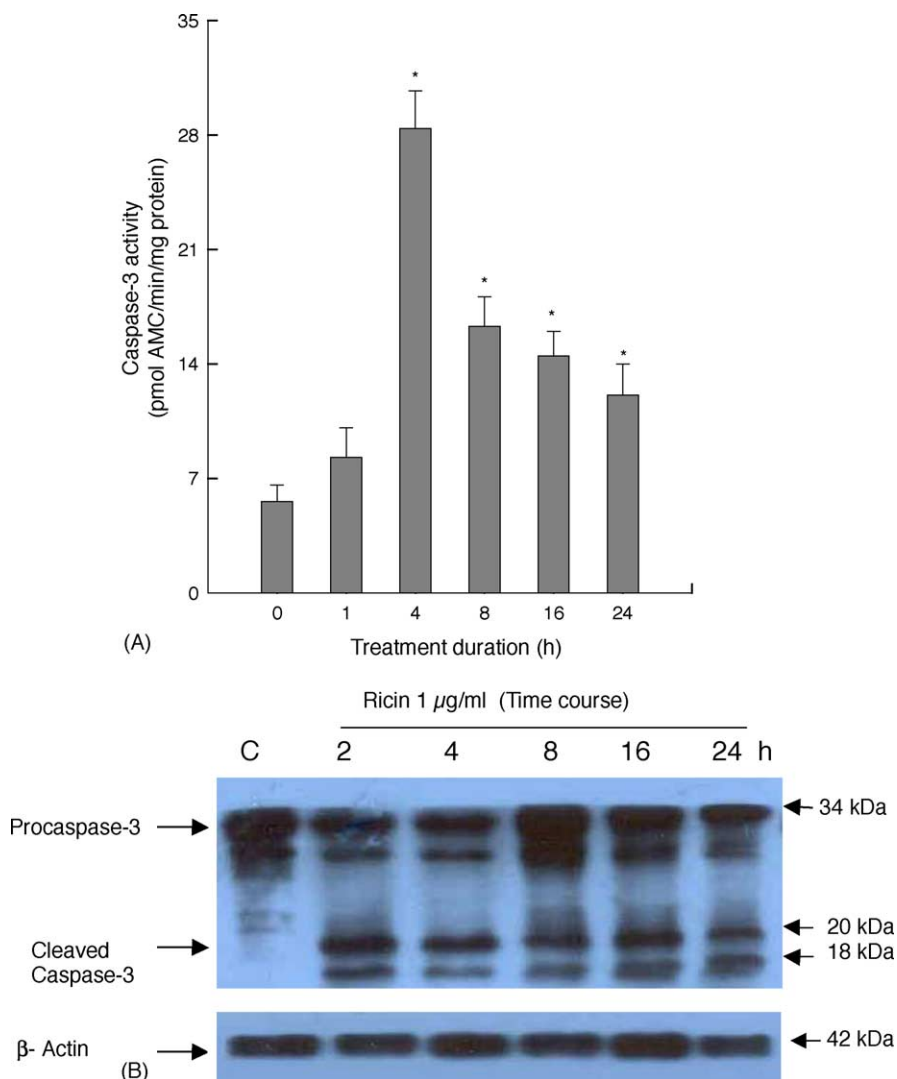 35
28
21
14
7
0
Caspase-3 activity
(pmol AMC/min/mg protein)
*
*
*
*
0 1 4 8 16 24
Treatment duration (h)
(A)
Ricin 1 μg/ml (Time course)
C 2 4 8 16 24 h
Procaspase-3
34 kDa
20 kDa
Cleaved
Caspase-3
18 kDa
β- Actin
42 kDa
(B)